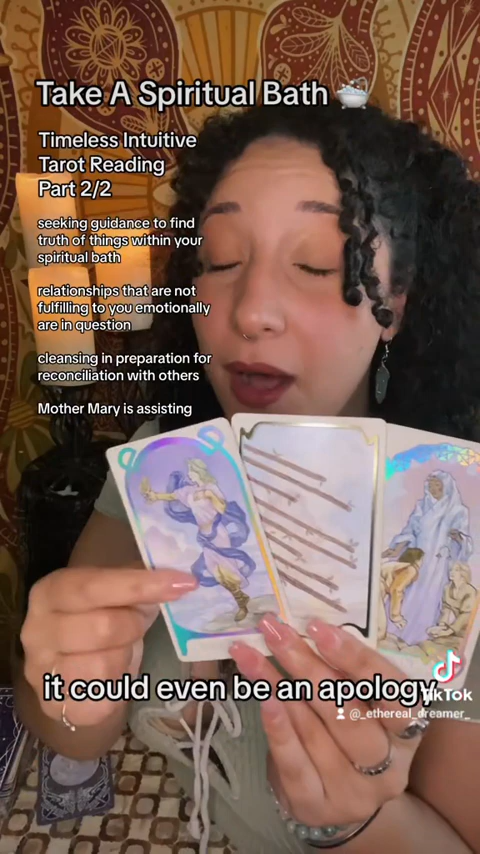 Take A Spiritual Bath 🛁
Timeless Intuitive
Tarot Reading
Part 2/2
seeking guidance to find
truth of things within your
spiritual bath
relationships that are not
fulfilling to you emotionally
are in question
cleansing in preparation for
reconciliation with others
Mother Mary is assisting
it could even be an apology
TikTok
@_ethereal_dreamer_